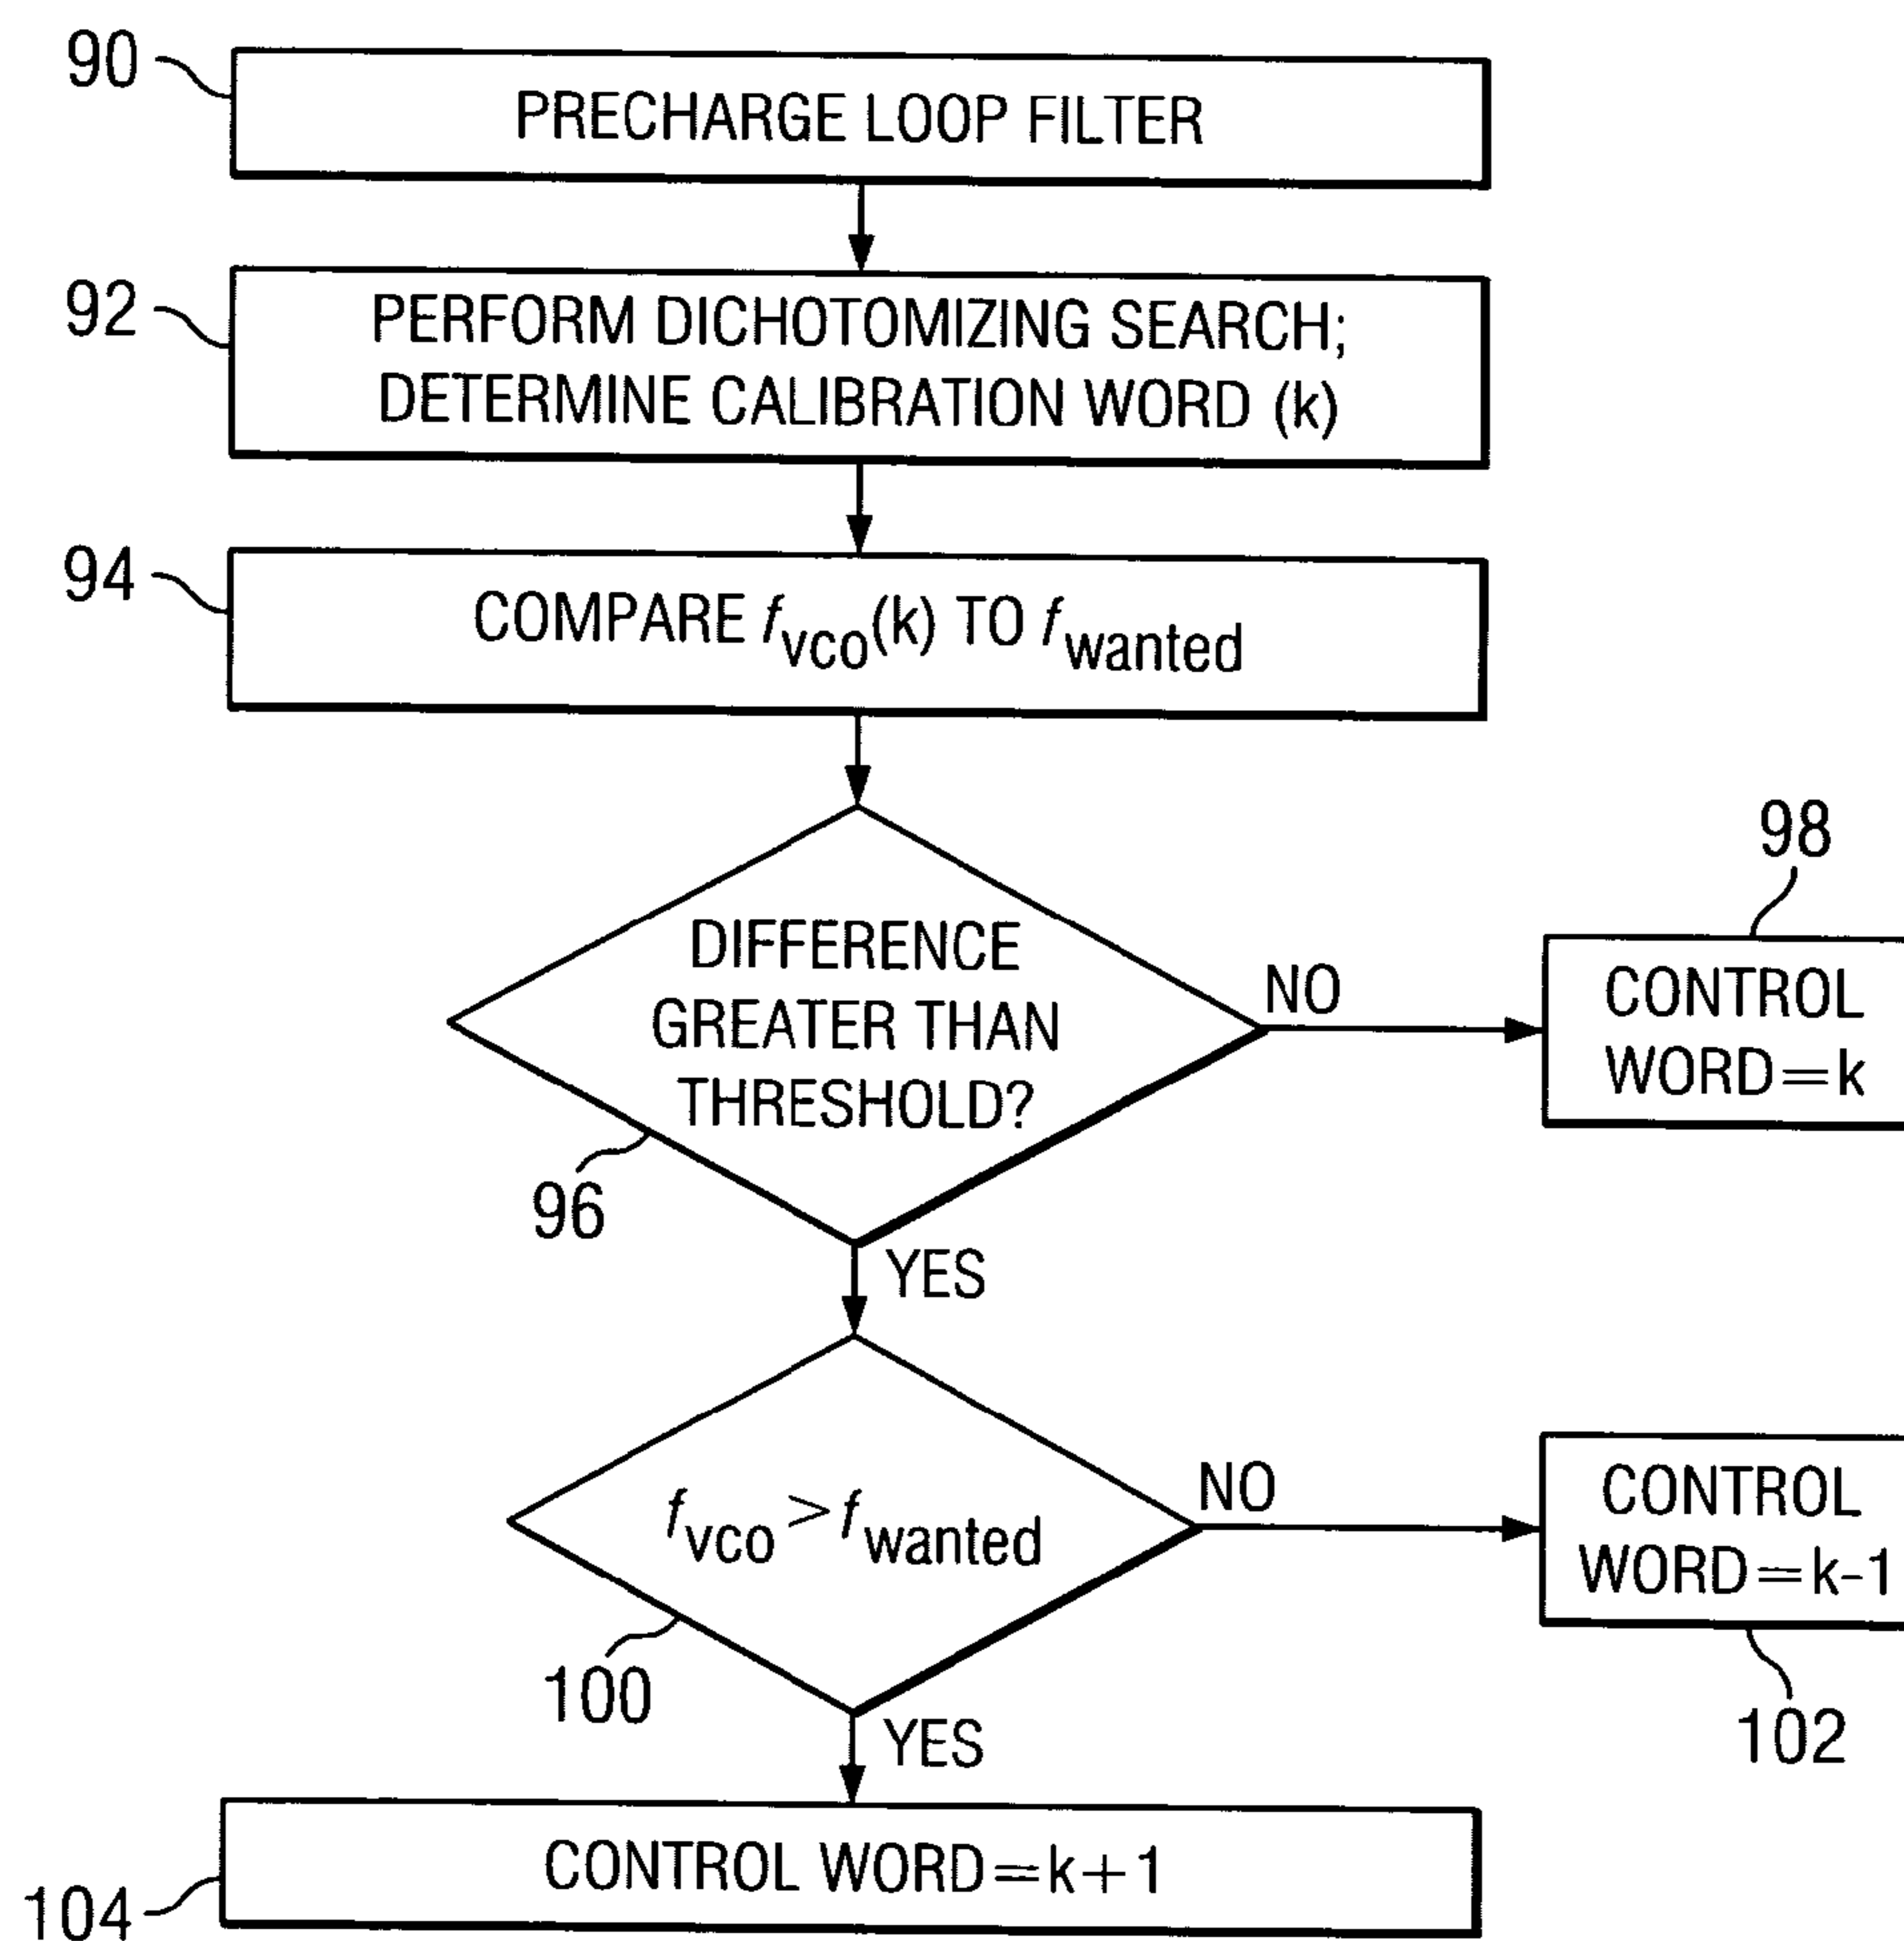 90
PRECHARGE LOOP FILTER
92
PERFORM DICHOTOMIZING SEARCH;
DETERMINE CALIBRATION WORD (k)
94
COMPARE fvco(k) TO fwanted
98
DIFFERENCE
GREATER THAN
THRESHOLD?
NO
CONTROL
WORD=k
96
YES
fvco>fwanted
NO
CONTROL
WORD=k-1
100
102
YES
CONTROL WORD=k+1
104